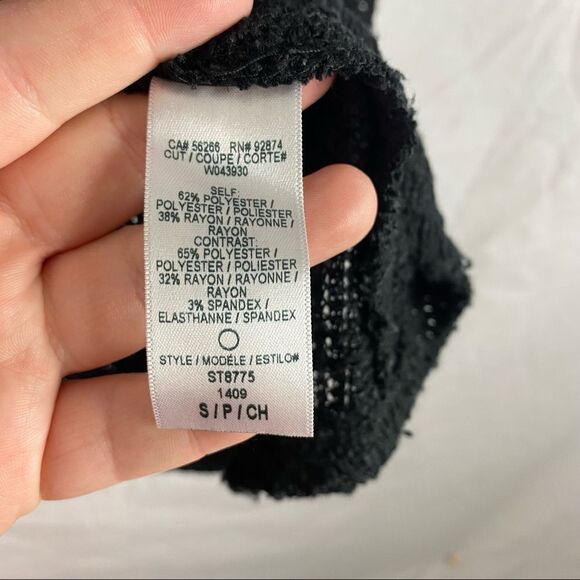 CA# 56266 RN# 92874
CUT / COUPE / CORTE#
W043930
SELF:
62% POLYESTER /
POLYESTER / POLIESTER
38% RAYON / RAYONNE /
RAYON
CONTRAST:
65% POLYESTER /
POLYESTER / POLIESTER
32% RAYON / RAYONNE /
RAYON
3% SPANDEX /
ELASTHANNE / SPANDEX
STYLE / MODÈLE / ESTILO#
ST8775
1409
S / P / CH